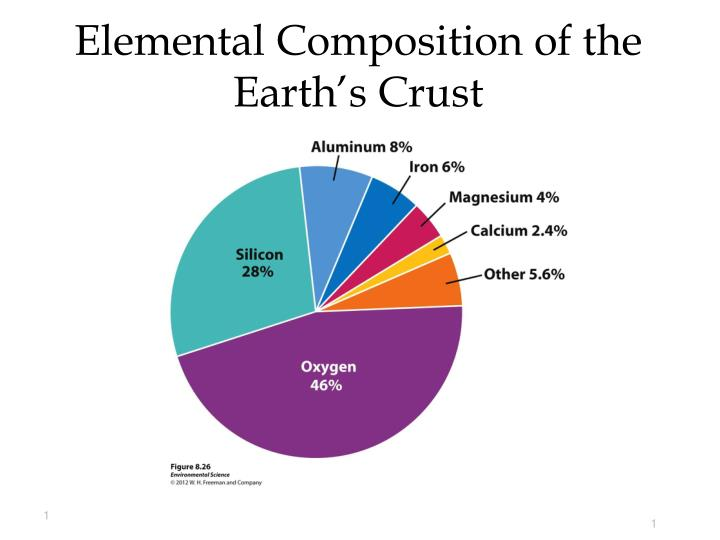 Elemental Composition of the
Earth’s Crust
Aluminum 8%
Iron 6%
Magnesium 4%
Calcium 2.4%
Other 5.6%
Silicon
28%
Oxygen
46%
Figure 8.26
Environmental Science
© 2012 W. H. Freeman and Company
1
1